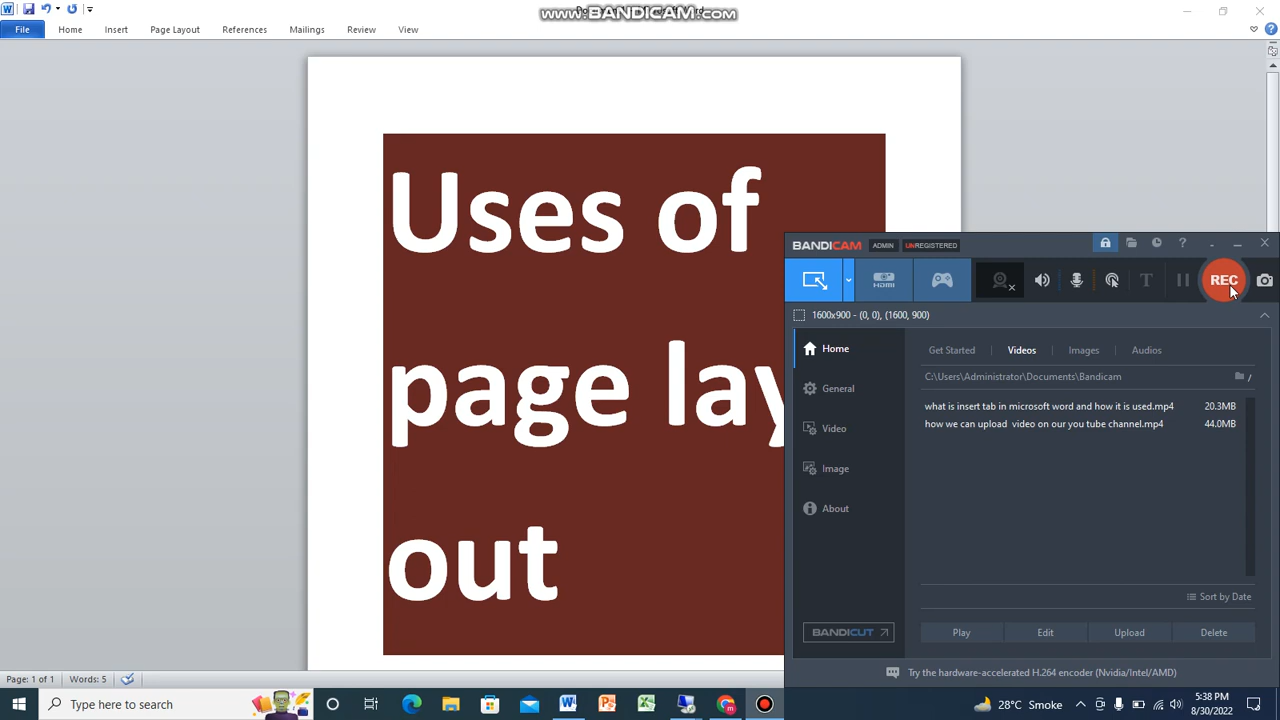 www.BANDICAM.com
File Home Insert Page Layout References Mailings Review View
Uses of
page lay
out
BANDICAM ADMIN UNREGISTERED
HDMI T REC
1600x900 - (0, 0), (1600, 900)
Home
General
Video
Image
About
BANDICUT
Get Started Videos Images Audios
C:\Users\Administrator\Documents\Bandicam
what is insert tab in microsoft word and how it is used.mp4 20.3MB
how we can upload video on our you tube channel.mp4 44.0MB
Sort by Date
Play Edit Upload Delete
Try the hardware-accelerated H.264 encoder (Nvidia/Intel/AMD)
Page: 1 of 1 Words: 5
Type here to search
28°C Smoke
5:38 PM
8/30/2022